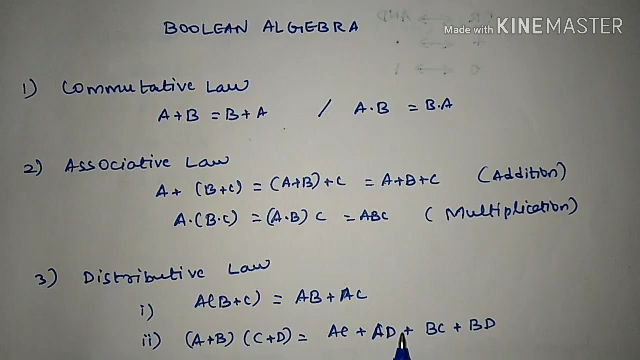 Made with KINEMASTER
BOOLEAN ALGEBRA
1) Commutative Law
A+B = B+A / A·B = B·A
2) Associative Law
A+ (B+C) = (A+B)+C = A+B+C (Addition)
A·(B·C) = (A·B) C = ABC (Multiplication)
3) Distributive Law
i) A(B+C) = AB+AC
ii) (A+B) (C+D) = AC + AD + BC + BD